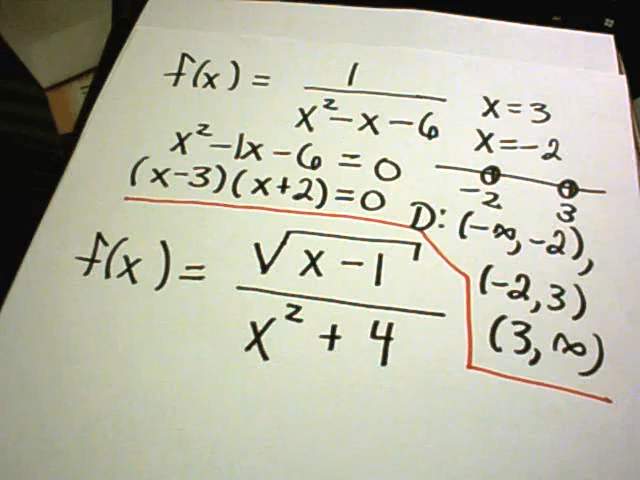 f(x) = 1 / x² - x - 6
x = 3
x = -2
x² - 1x - 6 = 0
(x - 3)(x + 2) = 0
-2 3
D: (-∞, -2),
(-2, 3)
(3, ∞)
f(x) = √x - 1 / x² + 4